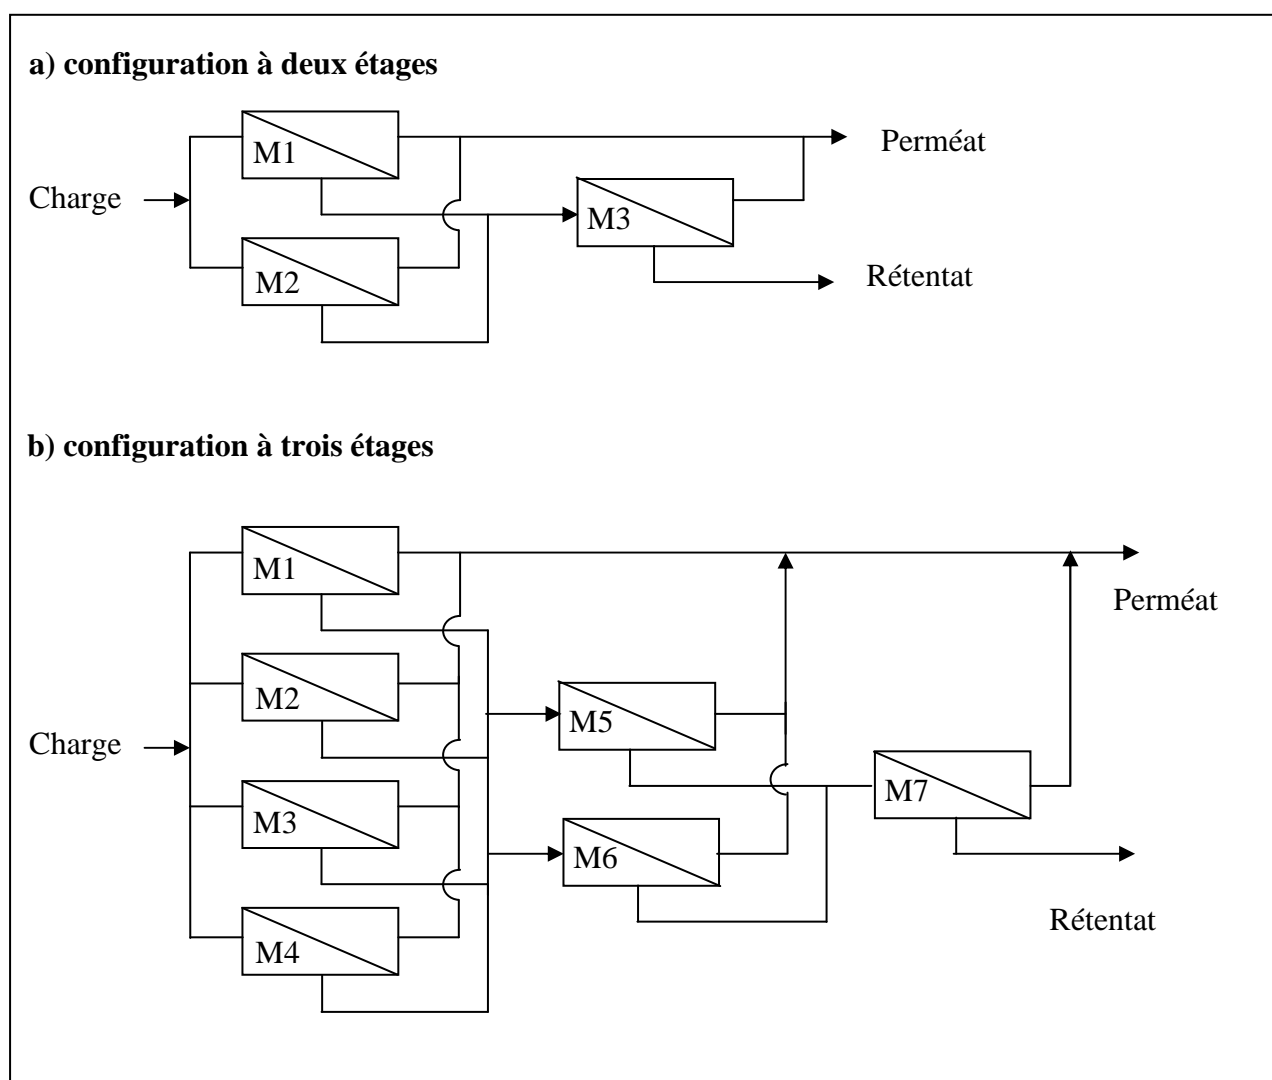 a) configuration à deux étages
M1
Perméat
Charge
M3
M2
Rétentat
b) configuration à trois étages
M1
Perméat
M2
M5
Charge
M7
M3
M6
Rétentat
M4